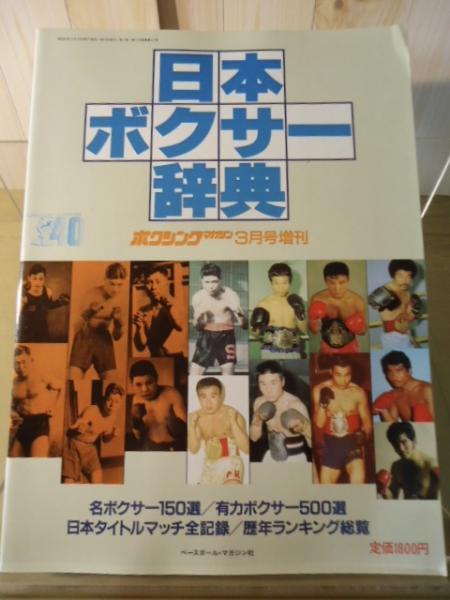 日本
ボクサー
辞典
ボクシングマガジン3月号増刊
名ボクサー150選/有力ボクサー500選
日本タイトルマッチ全記録/歴年ランキング総覧
定価1800円
ベースボール・マガジン社